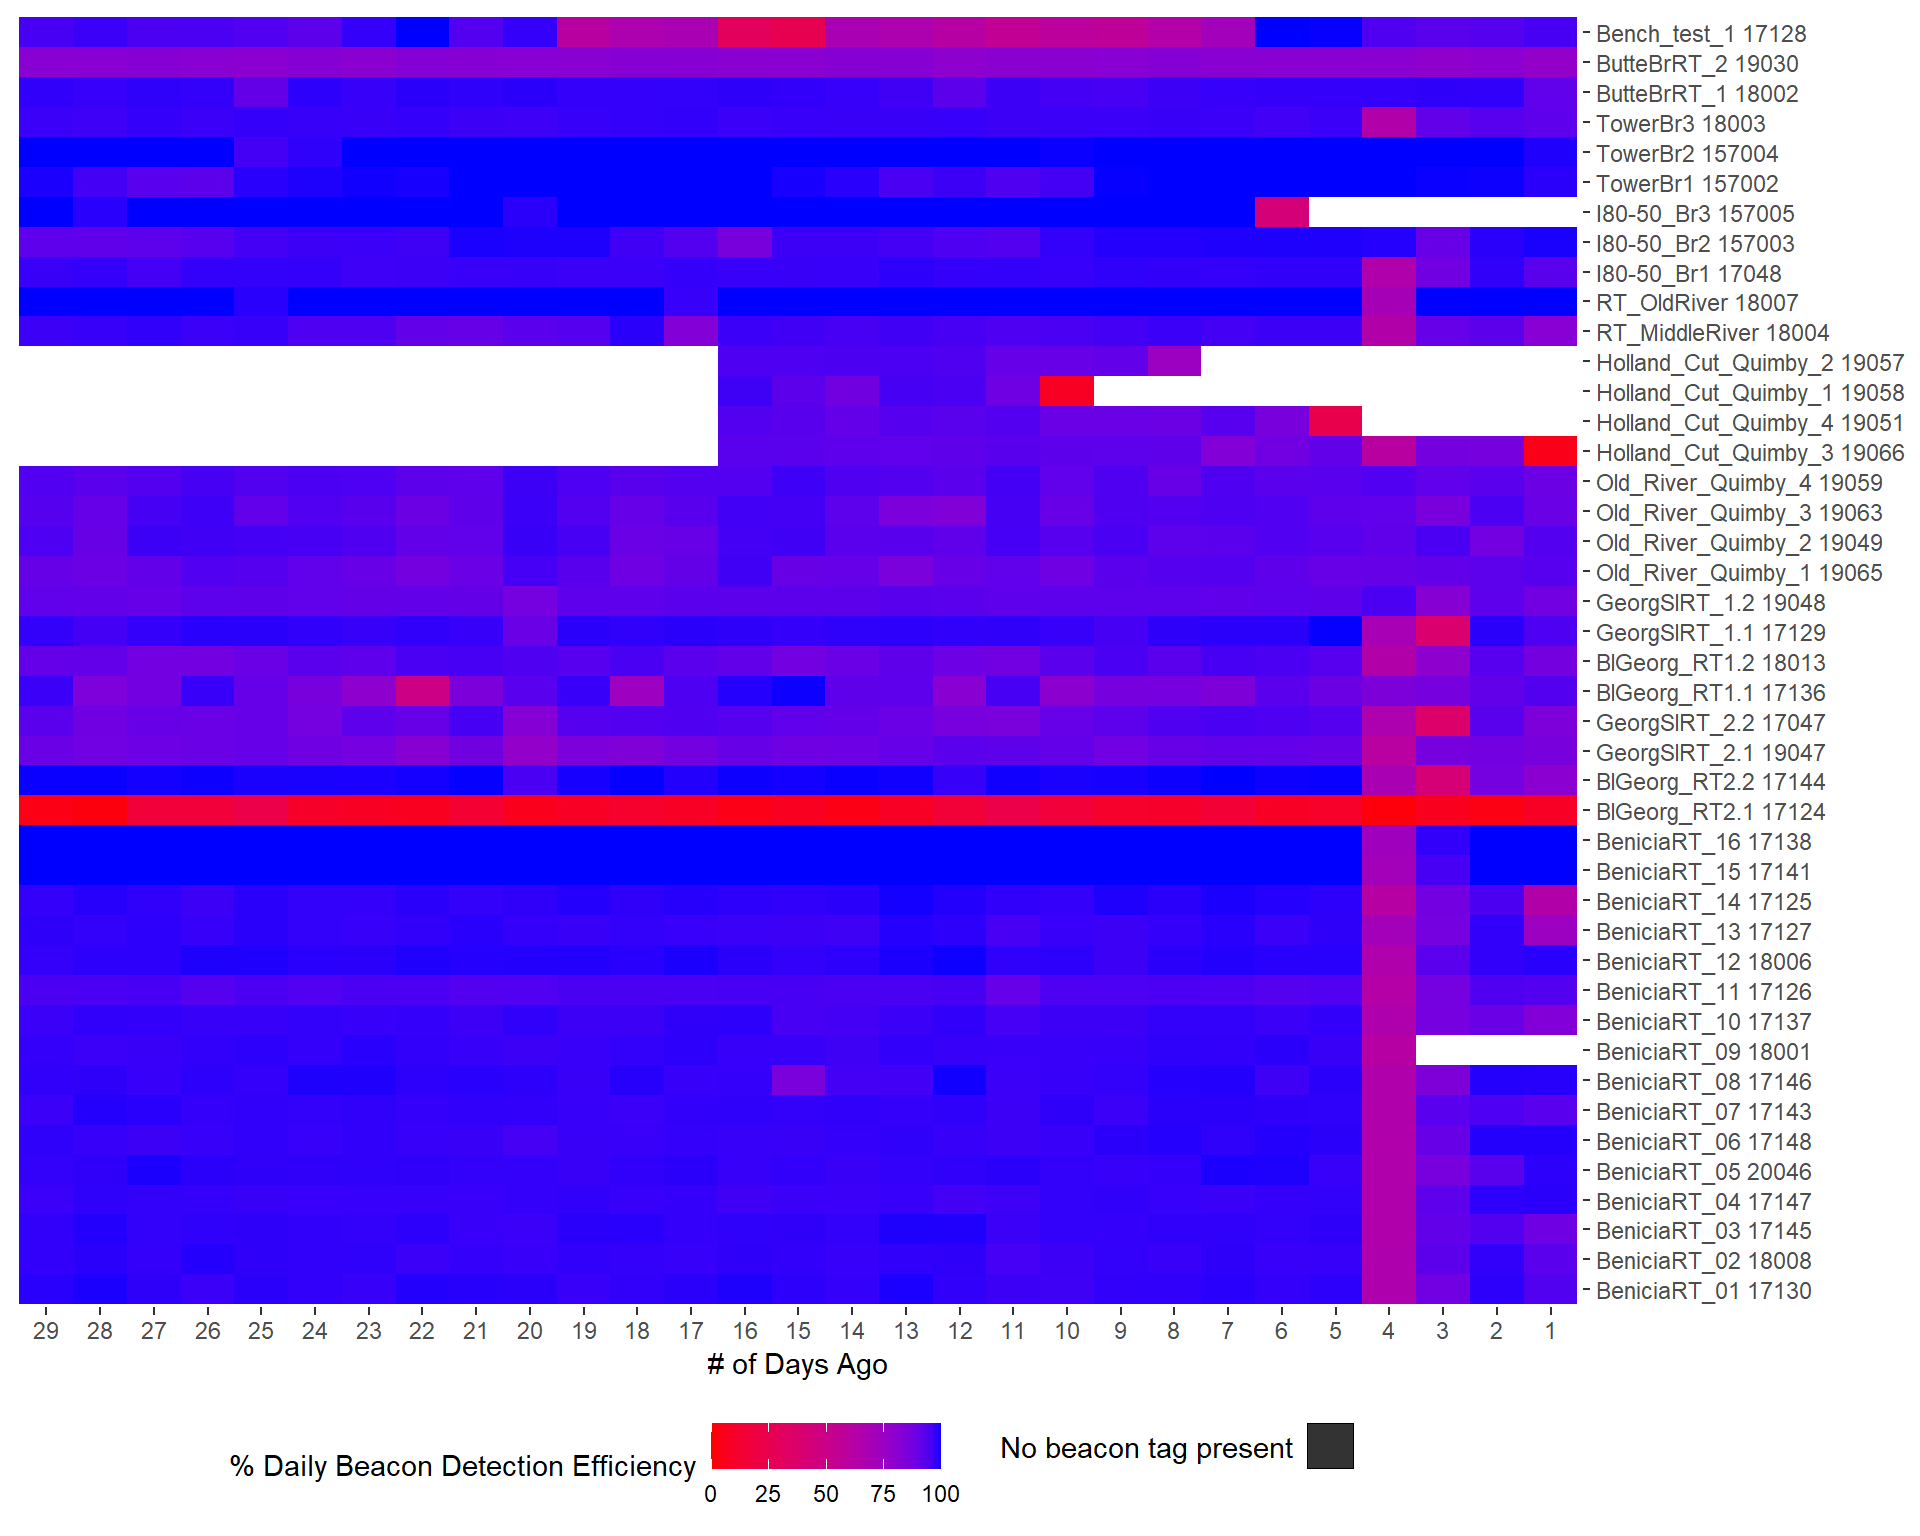 Bench_test_1 17128
ButteBrRT_2 19030
ButteBrRT_1 18002
TowerBr3 18003
TowerBr2 157004
TowerBr1 157002
I80-50_Br3 157005
I80-50_Br2 157003
I80-50_Br1 17048
RT_OldRiver 18007
RT_MiddleRiver 18004
Holland_Cut_Quimby_2 19057
Holland_Cut_Quimby_1 19058
Holland_Cut_Quimby_4 19051
Holland_Cut_Quimby_3 19066
Old_River_Quimby_4 19059
Old_River_Quimby_3 19063
Old_River_Quimby_2 19049
Old_River_Quimby_1 19065
GeorgSlRT_1.2 19048
GeorgSlRT_1.1 17129
BlGeorg_RT1.2 18013
BlGeorg_RT1.1 17136
GeorgSlRT_2.2 17047
GeorgSlRT_2.1 19047
BlGeorg_RT2.2 17144
BlGeorg_RT2.1 17124
BeniciaRT_16 17138
BeniciaRT_15 17141
BeniciaRT_14 17125
BeniciaRT_13 17127
BeniciaRT_12 18006
BeniciaRT_11 17126
BeniciaRT_10 17137
BeniciaRT_09 18001
BeniciaRT_08 17146
BeniciaRT_07 17143
BeniciaRT_06 17148
BeniciaRT_05 20046
BeniciaRT_04 17147
BeniciaRT_03 17145
BeniciaRT_02 18008
BeniciaRT_01 17130
29 28 27 26 25 24 23 22 21 20 19 18 17 16 15 14 13 12 11 10 9 8 7 6 5 4 3 2 1
# of Days Ago
% Daily Beacon Detection Efficiency
0 25 50 75 100
No beacon tag present